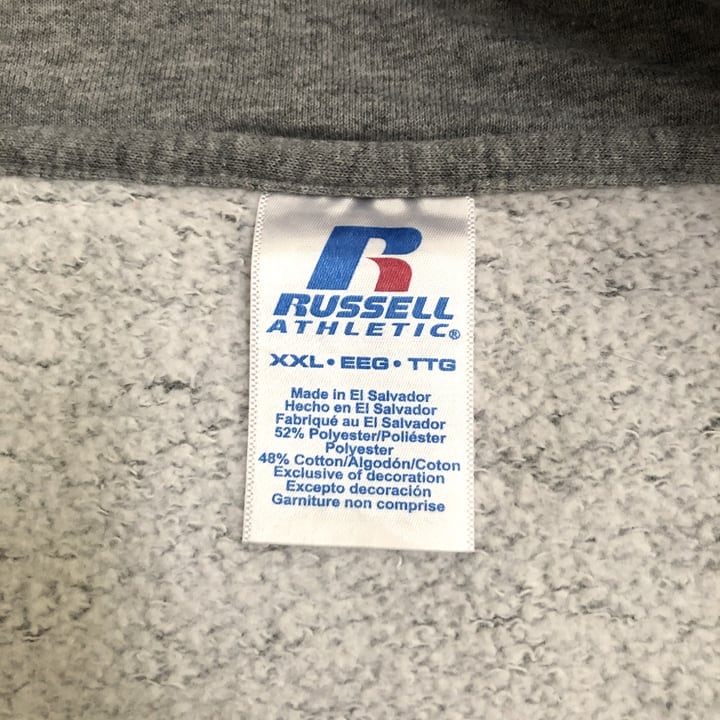 R
RUSSELL
ATHLETIC®
XXL • EEG • TTG
Made in El Salvador
Hecho en El Salvador
Fabriqué au El Salvador
52% Polyester/Poliéster
Polyester
48% Cotton/Algodón/Coton
Exclusive of decoration
Excepto decoración
Garniture non comprise